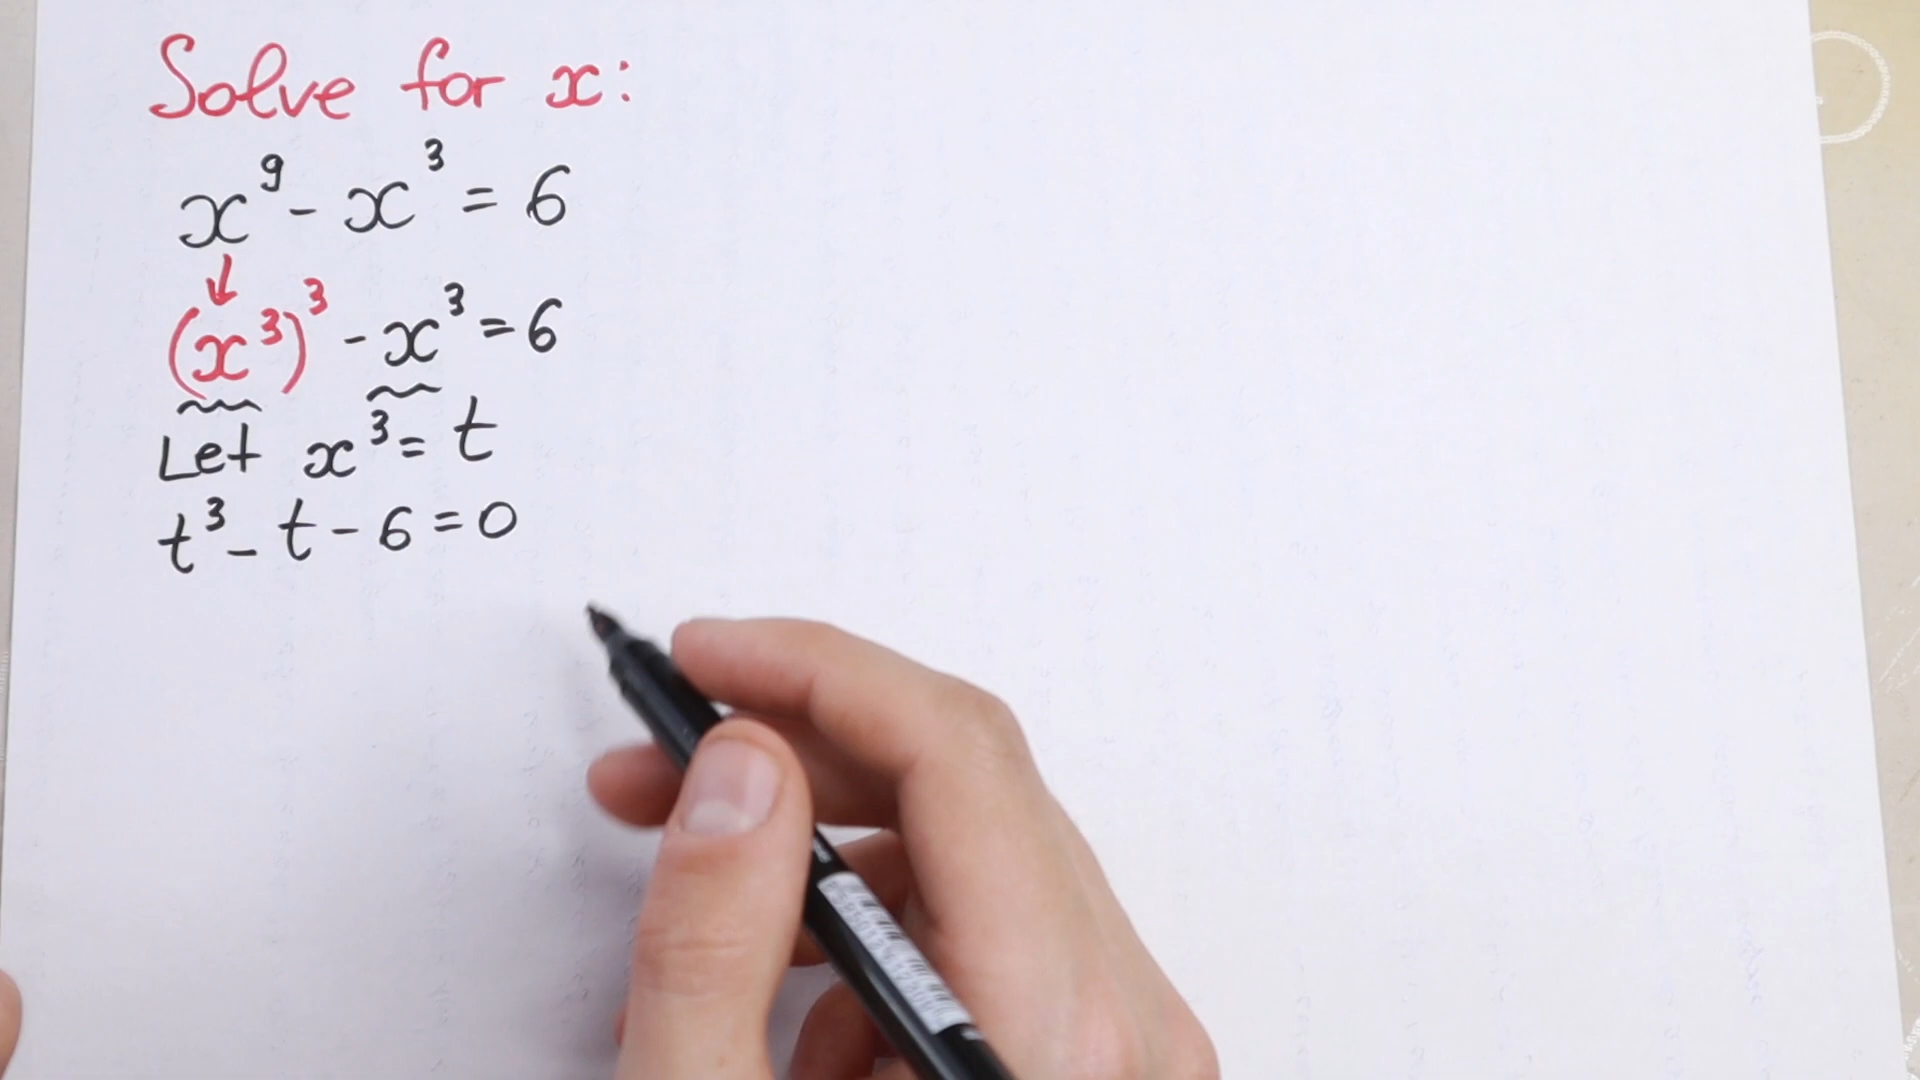 Solve for x:
x⁹ - x³ = 6
(x³)³ - x³ = 6
Let x³ = t
t³ - t - 6 = 0